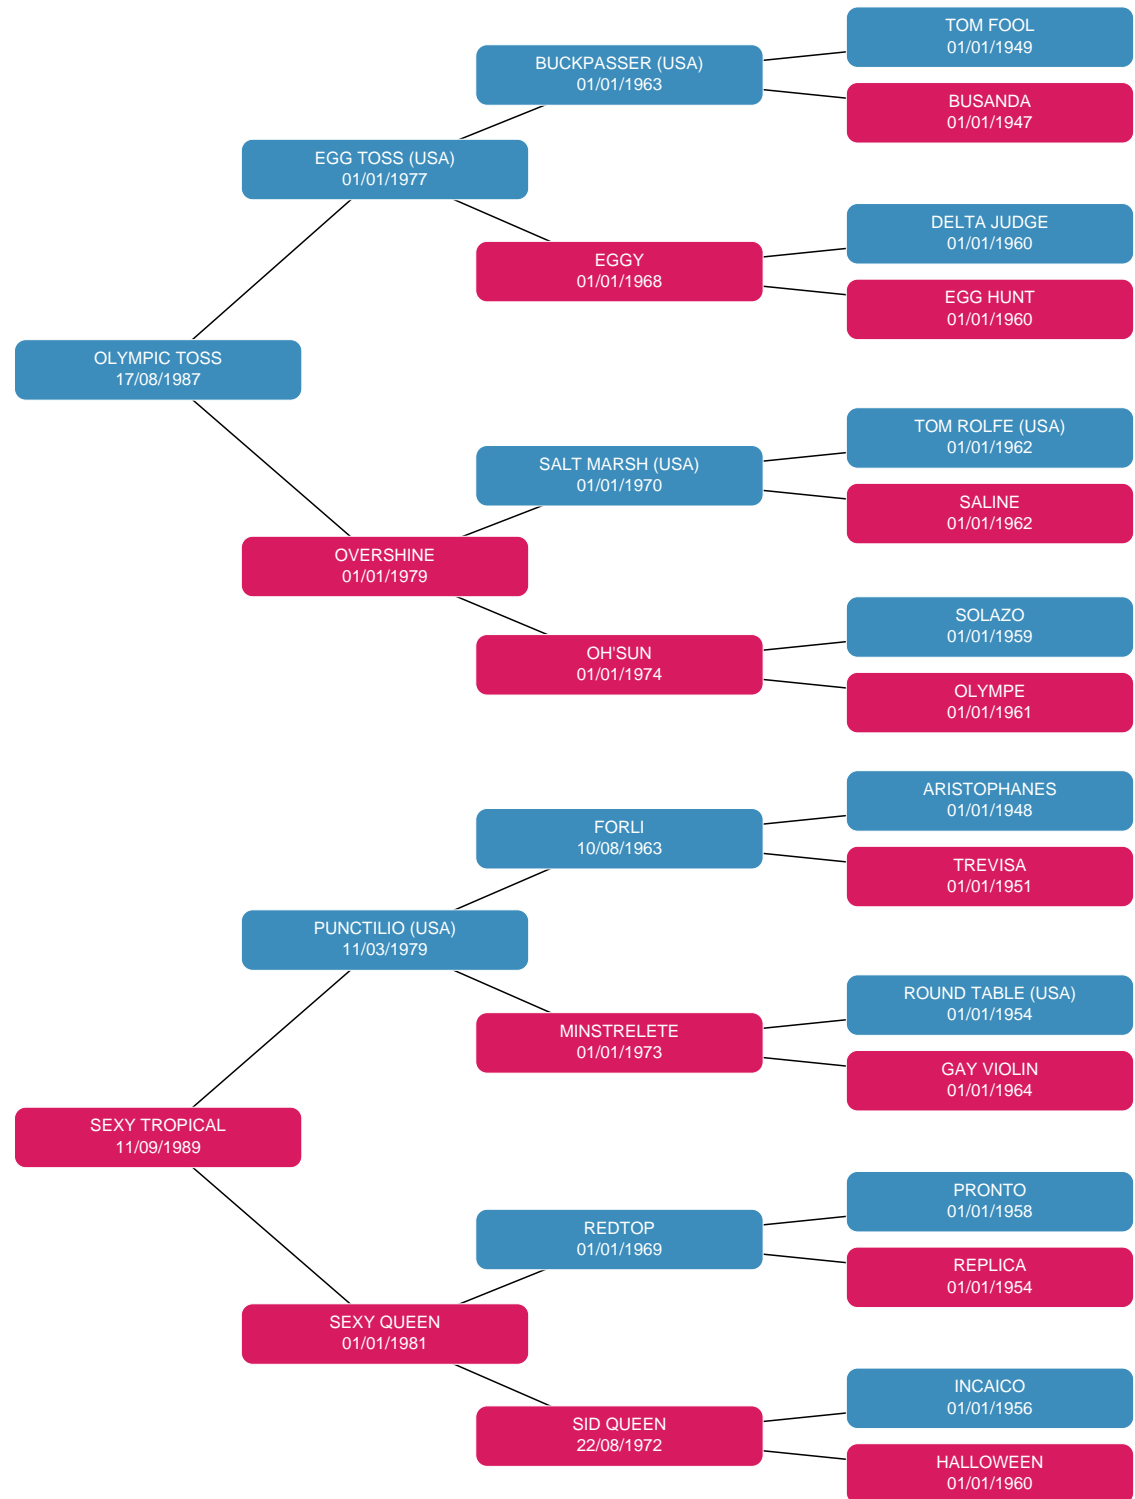 TOM FOOL
01/01/1949
BUCKPASSER (USA)
01/01/1963
BUSANDA
01/01/1947
EGG TOSS (USA)
01/01/1977
DELTA JUDGE
01/01/1960
EGGY
01/01/1968
EGG HUNT
01/01/1960
OLYMPIC TOSS
17/08/1987
TOM ROLFE (USA)
01/01/1962
SALT MARSH (USA)
01/01/1970
SALINE
01/01/1962
OVERSHINE
01/01/1979
SOLAZO
01/01/1959
OH'SUN
01/01/1974
OLYMPE
01/01/1961
ARISTOPHANES
01/01/1948
FORLI
10/08/1963
TREVISA
01/01/1951
PUNCTILIO (USA)
11/03/1979
ROUND TABLE (USA)
01/01/1954
MINSTRELETE
01/01/1973
GAY VIOLIN
01/01/1964
SEXY TROPICAL
11/09/1989
PRONTO
01/01/1958
REDTOP
01/01/1969
REPLICA
01/01/1954
SEXY QUEEN
01/01/1981
INCAICO
01/01/1956
SID QUEEN
22/08/1972
HALLOWEEN
01/01/1960